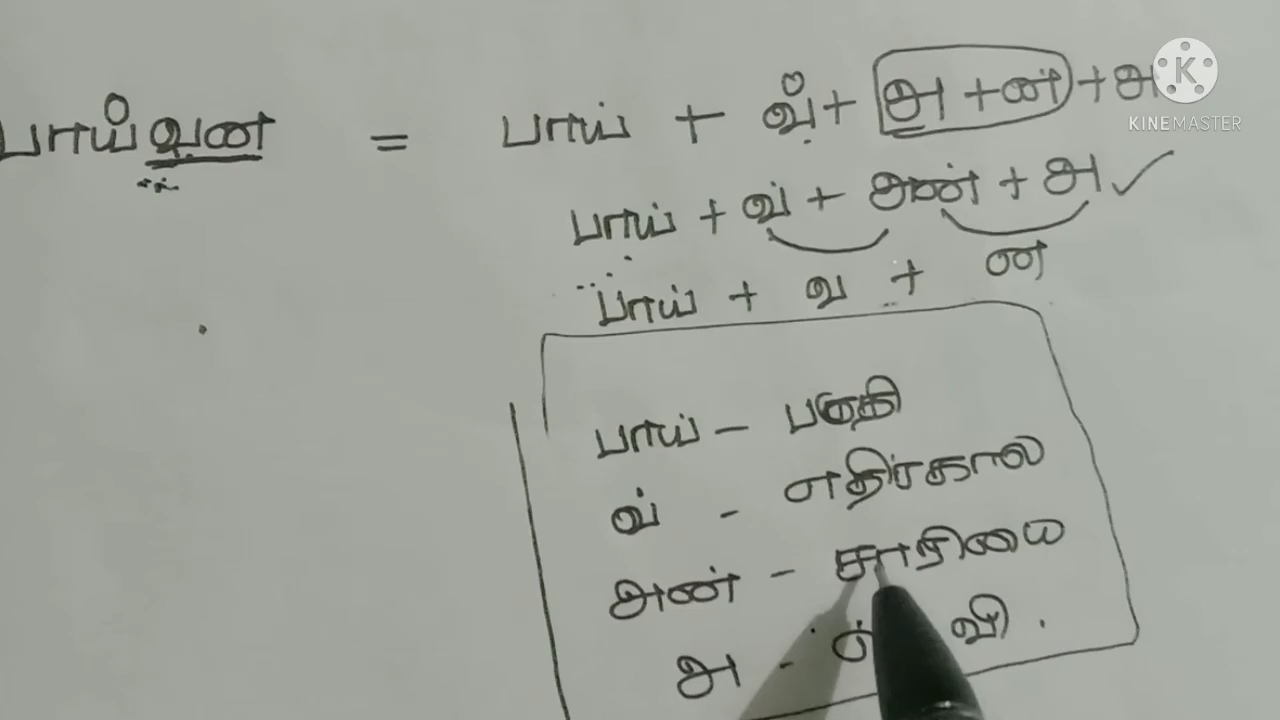 பாய்வன = பாய் + வ் + அ + ன் + அ
K
KINEMASTER
பாய் + வ் + அன் + அ ✓
ன
பாய் + வ +
பாய் – பகுதி
வ் - எதிர்கால
அன் – சாரியை
அ - வி.